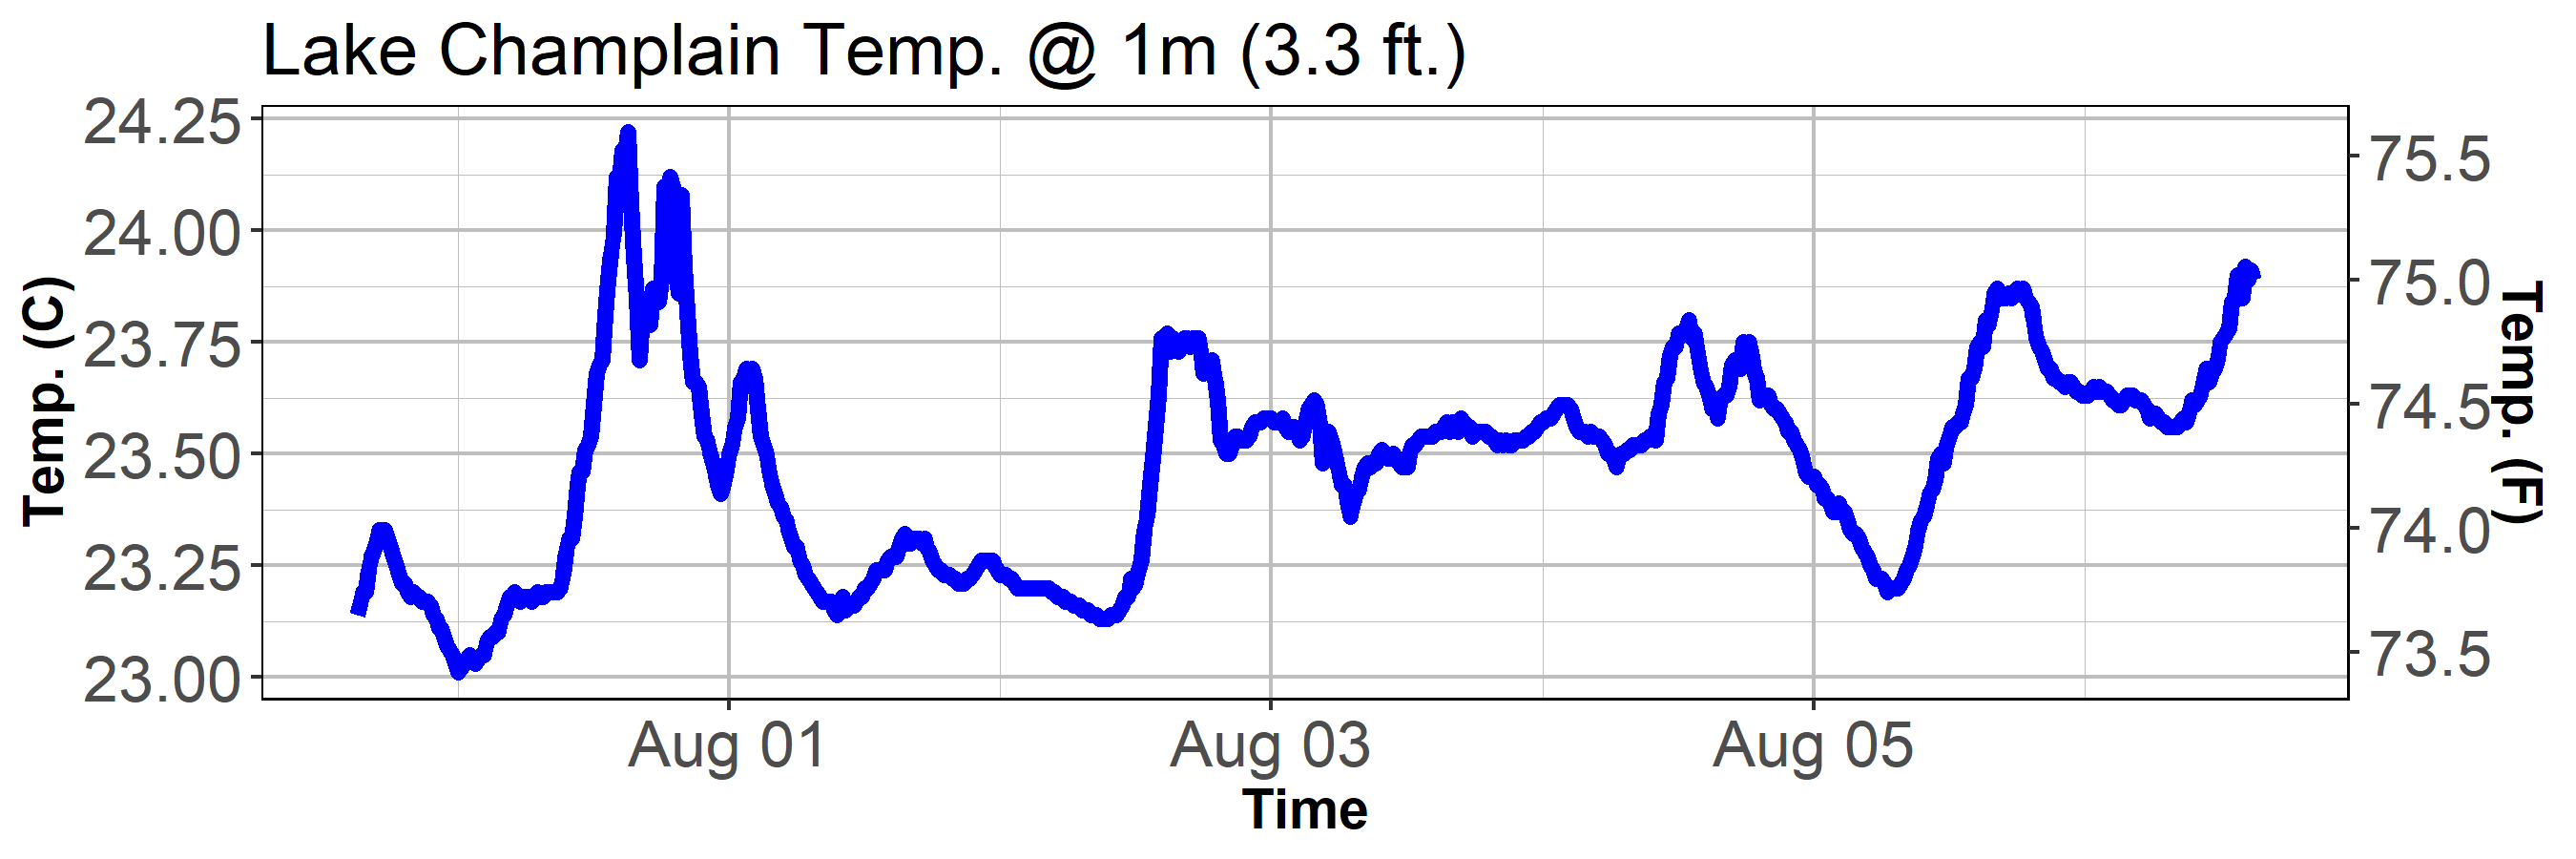 Lake Champlain Temp. @ 1m (3.3 ft.)
24.25
24.00
23.75
23.50
23.25
23.00
Temp. (C)
75.5
75.0
74.5
74.0
73.5
Temp. (F)
Aug 01
Aug 03
Aug 05
Time